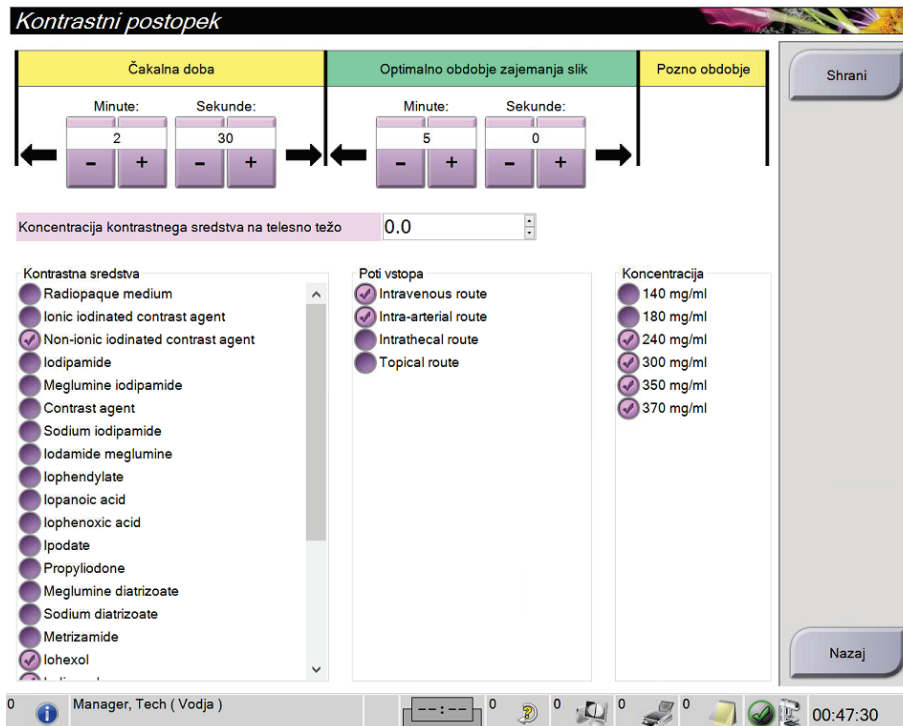 Kontrastni postopek
Čakalna doba
Optimalno obdobje zajemanja slik
Pozno obdobje
Shrani
Minute: Sekunde: Minute: Sekunde:
2 30 5 0
- + - + - + - +
Koncentracija kontrastnega sredstva na telesno težo 0.0
Kontrastna sredstva
Radiopaque medium
Ionic iodinated contrast agent
Non-ionic iodinated contrast agent
Iodipamide
Meglumine iodipamide
Contrast agent
Sodium iodipamide
Iodamide meglumine
Iophendylate
Iopanoic acid
Iophenoxic acid
Ipodate
Propyliodone
Meglumine diatrizoate
Sodium diatrizoate
Metrizamide
Iohexol
Poti vstopa
Intravenous route
Intra-arterial route
Intrathecal route
Topical route
Koncentracija
140 mg/ml
180 mg/ml
240 mg/ml
300 mg/ml
350 mg/ml
370 mg/ml
Nazaj
0 Manager, Tech ( Vodja ) --:-- 0 0 0 0 00:47:30